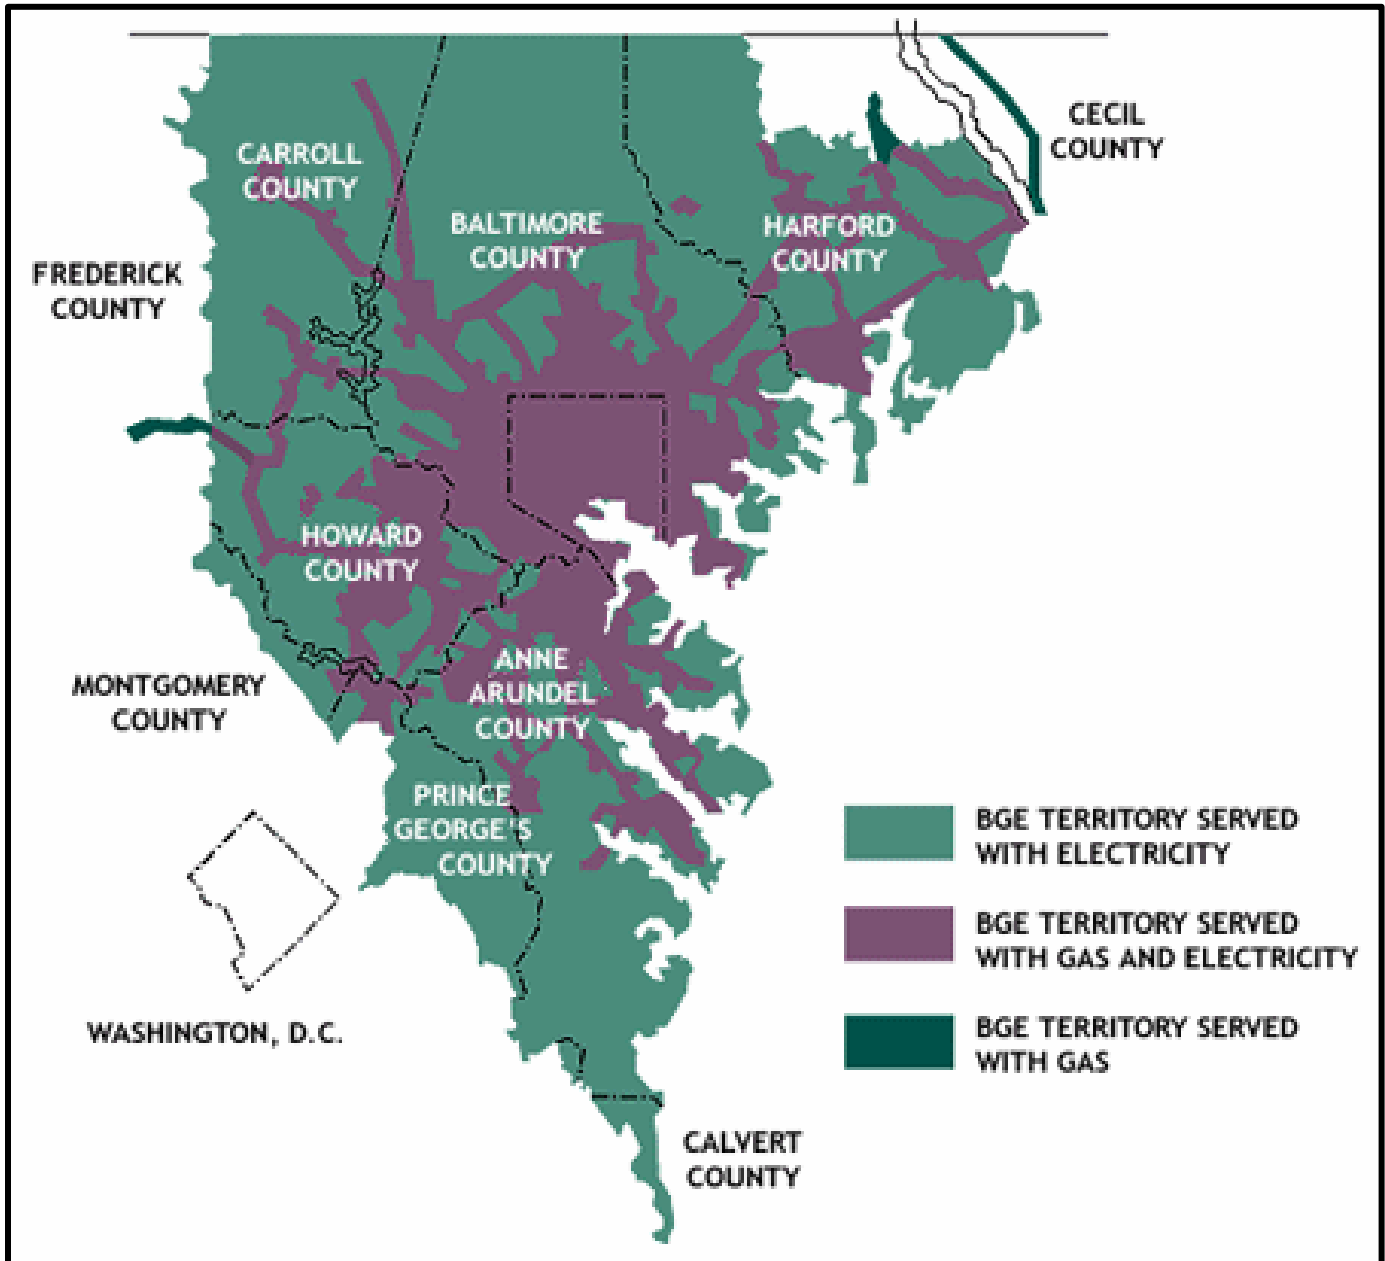 CECIL
COUNTY
CARROLL
COUNTY
BALTIMORE
COUNTY
HARFORD
COUNTY
FREDERICK
COUNTY
HOWARD
COUNTY
ANNE
ARUNDEL
COUNTY
MONTGOMERY
COUNTY
PRINCE
GEORGE'S
COUNTY
WASHINGTON, D.C.
CALVERT
COUNTY
BGE TERRITORY SERVED
WITH ELECTRICITY
BGE TERRITORY SERVED
WITH GAS AND ELECTRICITY
BGE TERRITORY SERVED
WITH GAS